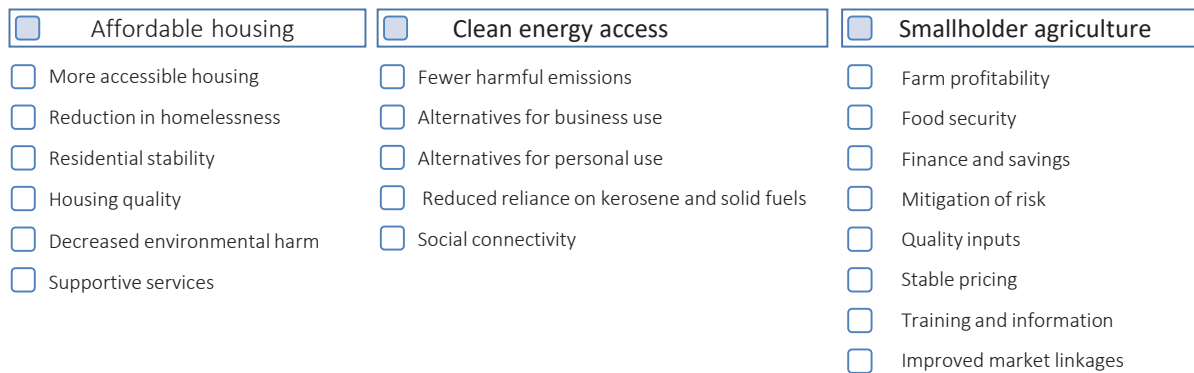 Affordable housing
More accessible housing
Reduction in homelessness
Residential stability
Housing quality
Decreased environmental harm
Supportive services
Clean energy access
Fewer harmful emissions
Alternatives for business use
Alternatives for personal use
Reduced reliance on kerosene and solid fuels
Social connectivity
Smallholder agriculture
Farm profitability
Food security
Finance and savings
Mitigation of risk
Quality inputs
Stable pricing
Training and information
Improved market linkages